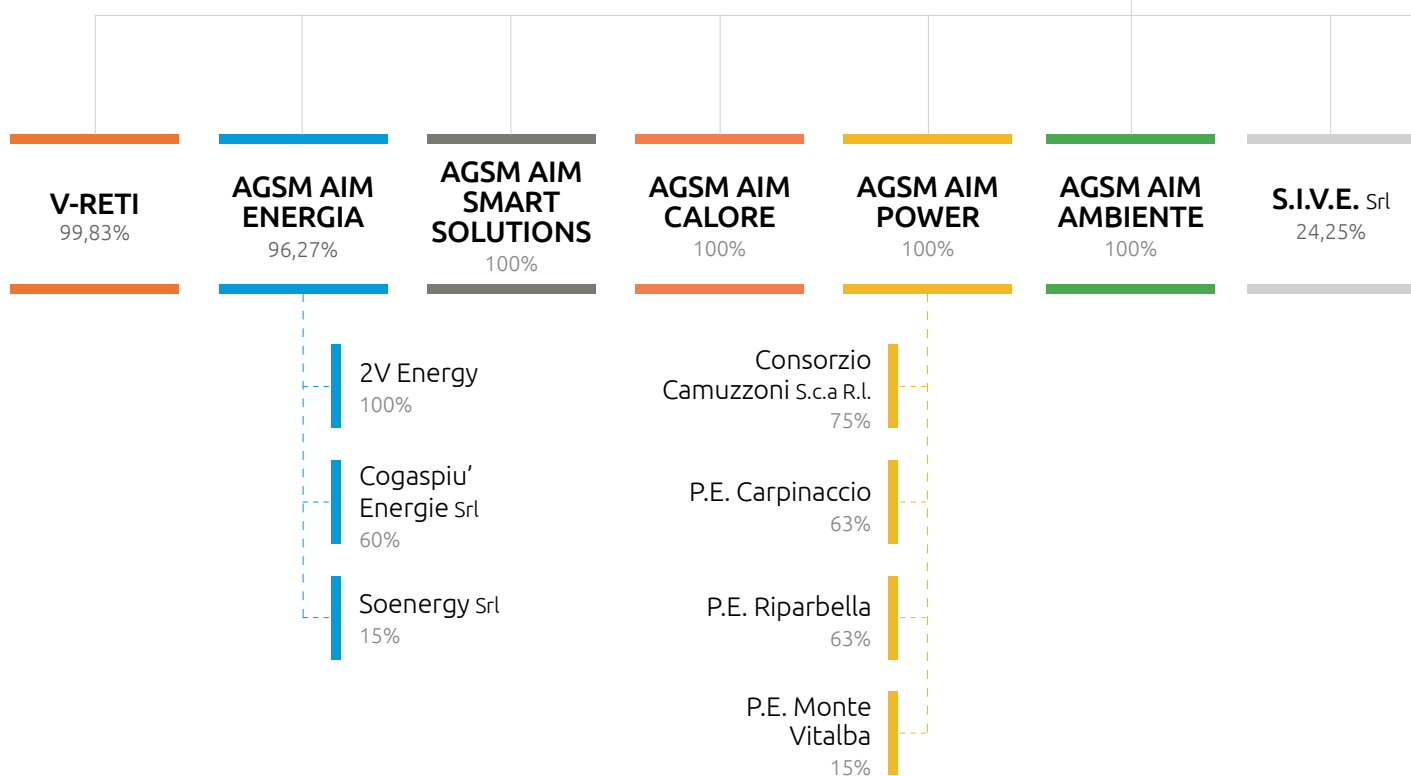 V-RETI
99,83%
AGSM AIM
ENERGIA
96,27%
AGSM AIM
SMART
SOLUTIONS
100%
AGSM AIM
CALORE
100%
AGSM AIM
POWER
100%
AGSM AIM
AMBIENTE
100%
S.I.V.E. Srl
24,25%
2V Energy
100%
Cogaspiu'
Energie Srl
60%
Soenergy Srl
15%
Consorzio
Camuzzoni S.c.a R.l.
75%
P.E. Carpinaccio
63%
P.E. Riparbella
63%
P.E. Monte
Vitalba
15%